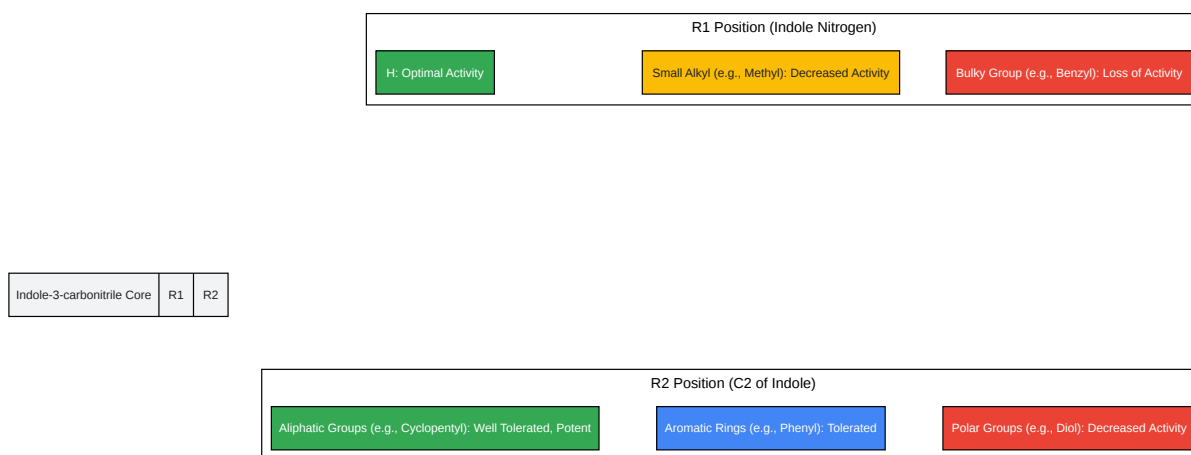 R1 Position (Indole Nitrogen)
H: Optimal Activity
Small Alkyl (e.g., Methyl): Decreased Activity
Bulky Group (e.g., Benzyl): Loss of Activity
Indole-3-carbonitrile Core
R1
R2
R2 Position (C2 of Indole)
Aliphatic Groups (e.g., Cyclopentyl): Well Tolerated, Potent
Aromatic Rings (e.g., Phenyl): Tolerated
Polar Groups (e.g., Diol): Decreased Activity